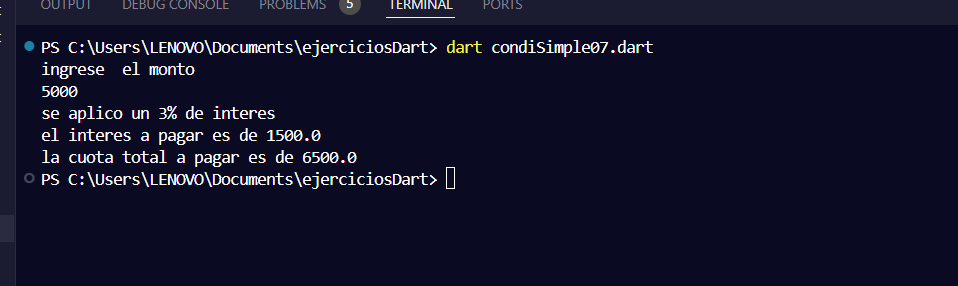 OUTPUT DEBUG CONSOLE PROBLEMS 5 TERMINAL PORTS
PS C:\Users\LENOVO\Documents\ejerciciosDart> dart condiSimple07.dart
ingrese  el monto
5000
se aplico un 3% de interes
el interes a pagar es de 1500.0
la cuota total a pagar es de 6500.0
PS C:\Users\LENOVO\Documents\ejerciciosDart>